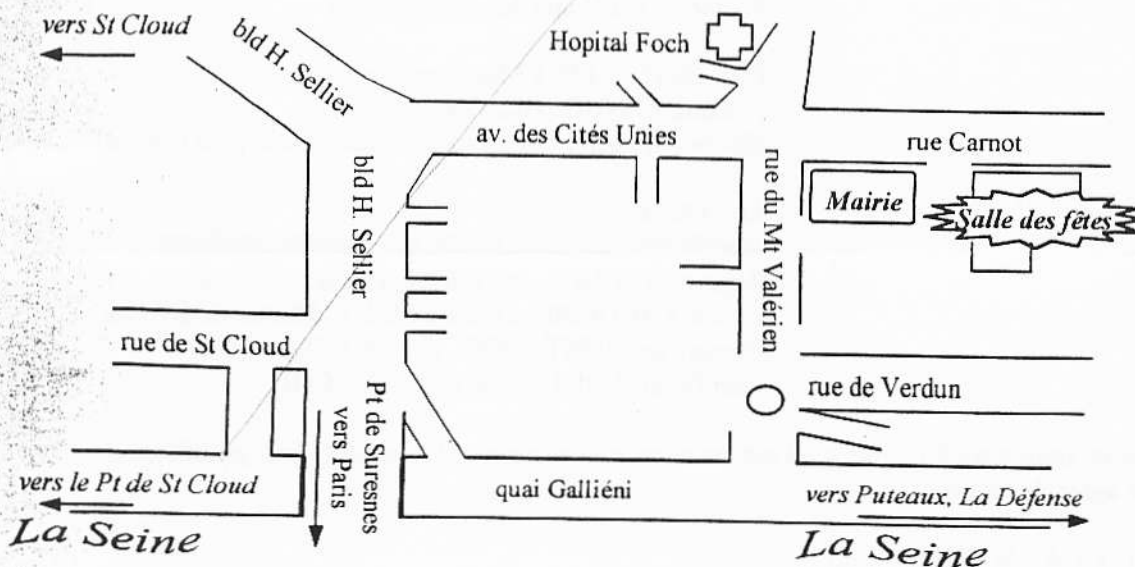 vers St Cloud
bld H. Sellier
Hopital Foch
av. des Cités Unies
rue Carnot
bld H. Sellier
rue du Mt Valérien
Mairie
Salle des fêtes
rue de St Cloud
Pt de Suresnes
vers Paris
rue de Verdun
vers le Pt de St Cloud
quai Galliéni
vers Puteaux, La Défense
La Seine
La Seine